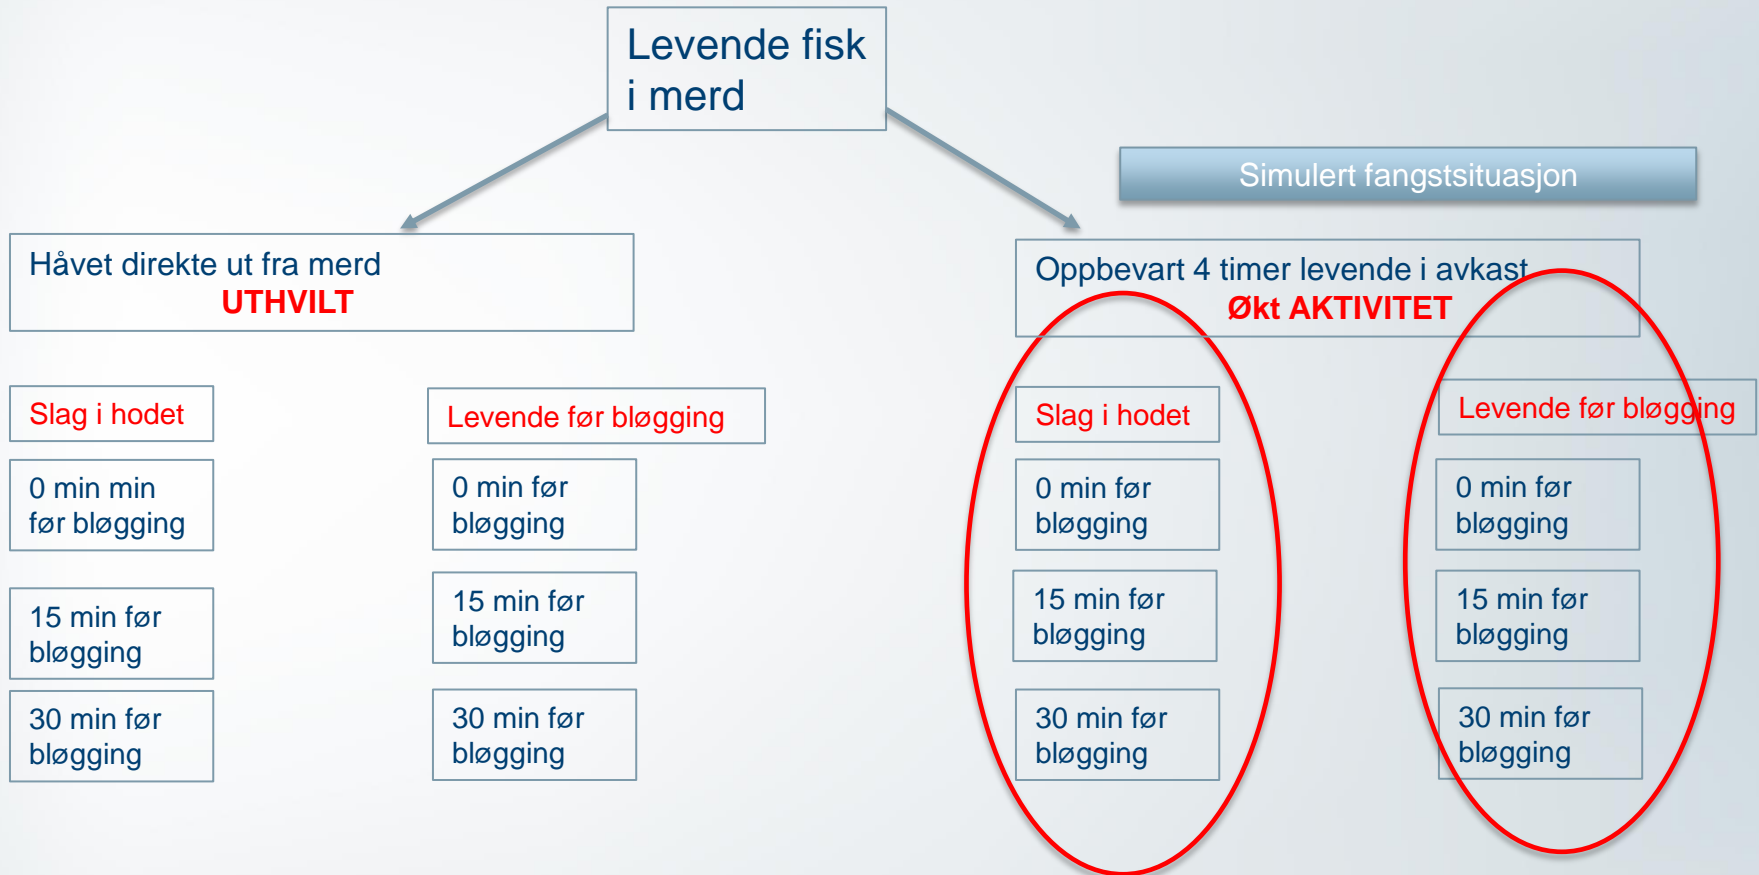 Levende fisk
i merd
Simulert fangstsituasjon
Håvet direkte ut fra merd
UTHVILT
Oppbevart 4 timer levende i avkast
Økt AKTIVITET
Slag i hodet
Levende før bløgging
Slag i hodet
Levende før bløgging
0 min min
før bløgging
0 min før
bløgging
0 min før
bløgging
0 min før
bløgging
15 min før
bløgging
15 min før
bløgging
15 min før
bløgging
15 min før
bløgging
30 min før
bløgging
30 min før
bløgging
30 min før
bløgging
30 min før
bløgging